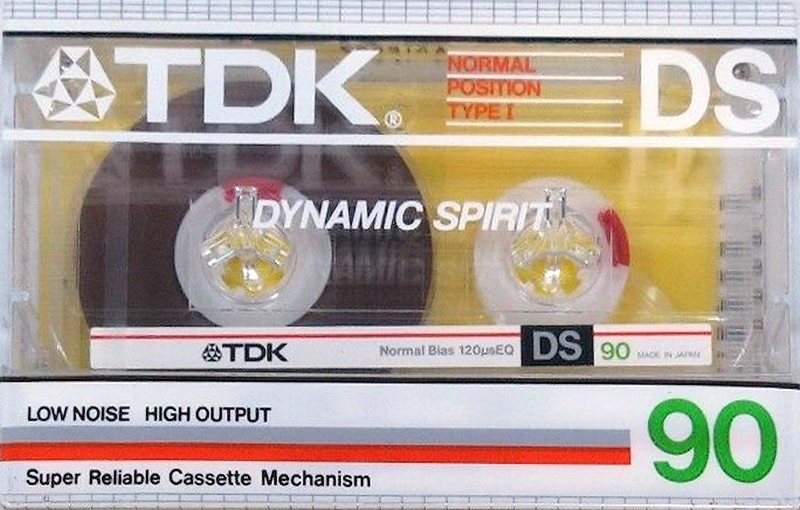 TDK® NORMAL POSITION TYPE I DS
DYNAMIC SPIRIT
TDK Normal Bias 120µsEQ DS 90 MADE IN JAPAN
LOW NOISE HIGH OUTPUT
90
Super Reliable Cassette Mechanism